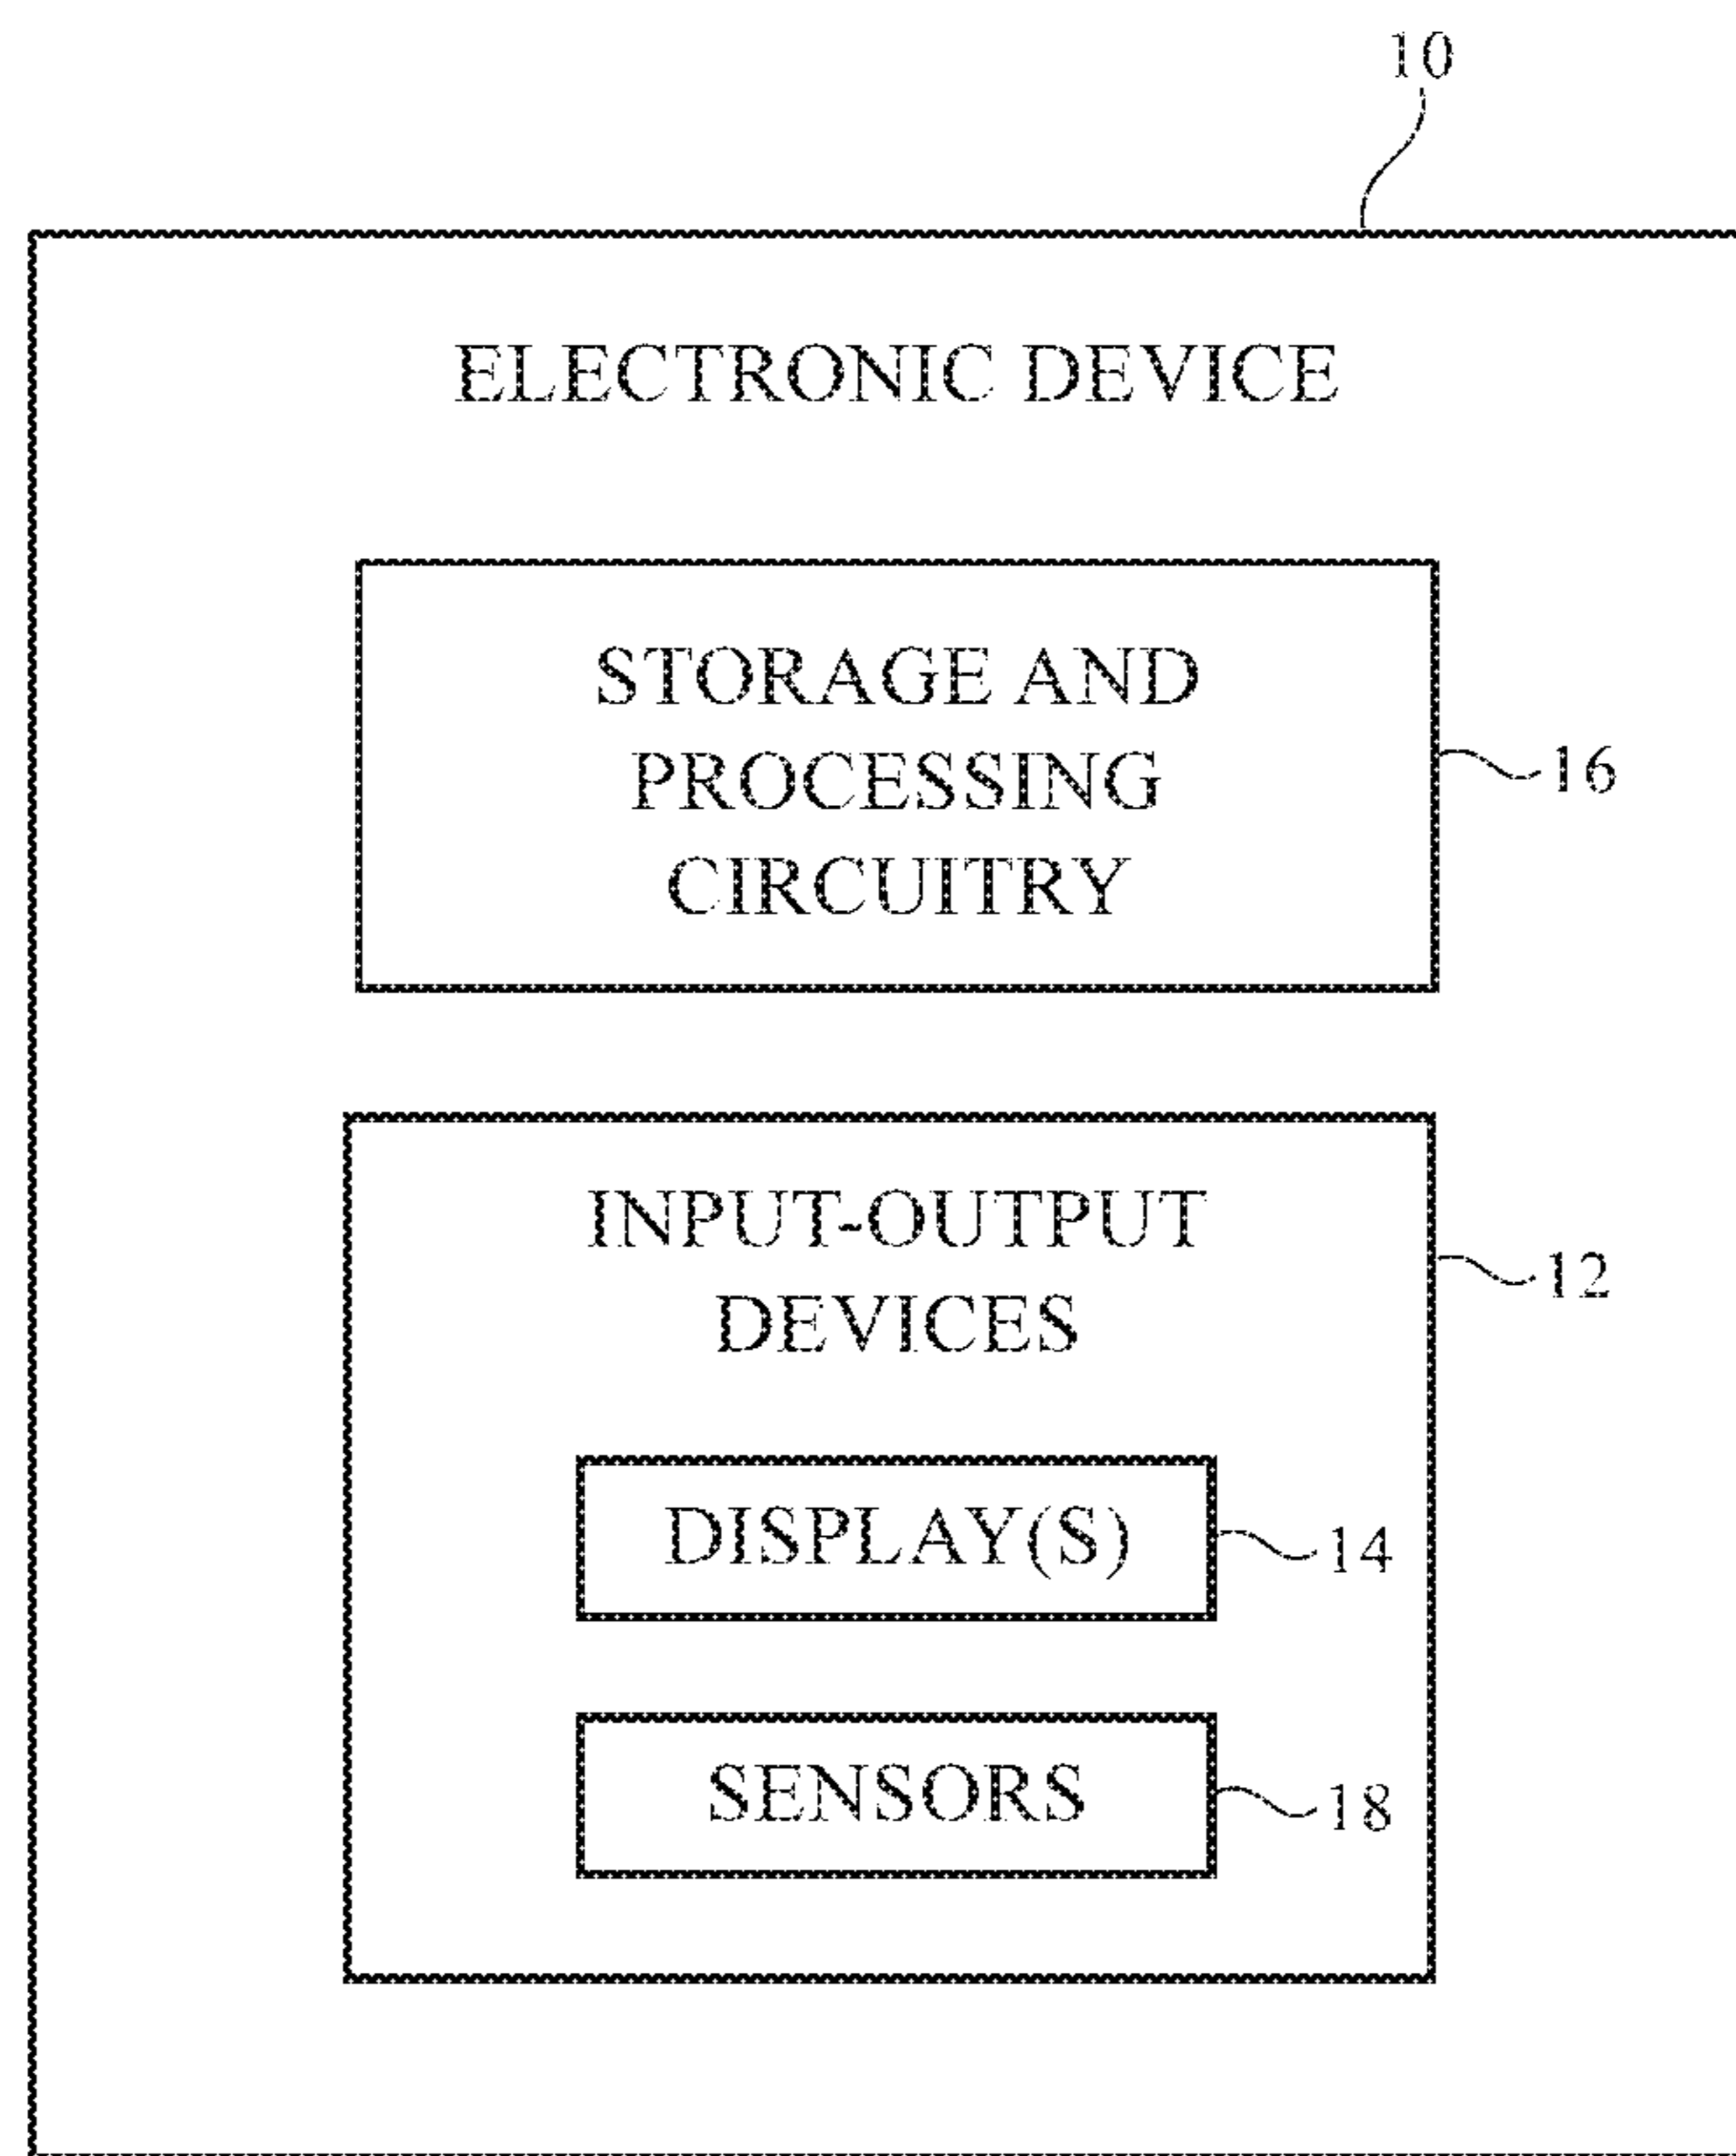 10
ELECTRONIC DEVICE
STORAGE AND
PROCESSING
CIRCUITRY
16
INPUT-OUTPUT
DEVICES
12
DISPLAY(S)
14
SENSORS
18